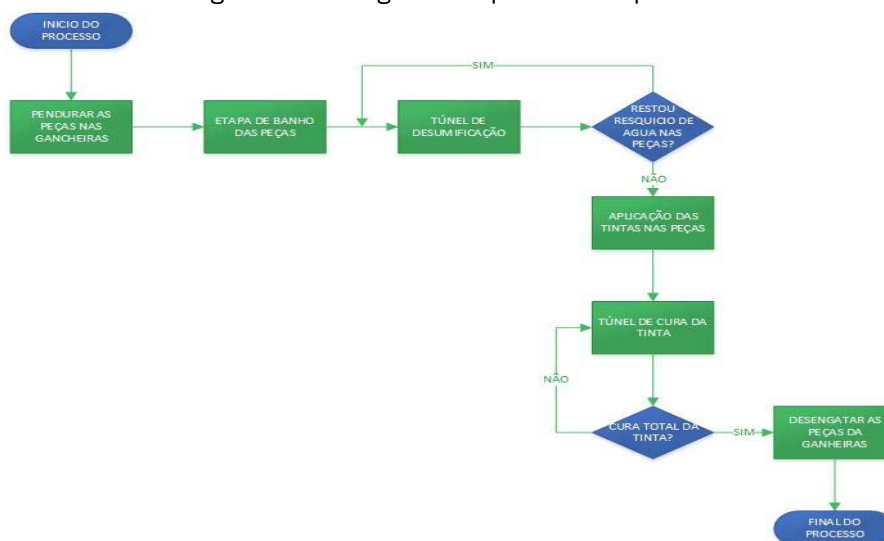 INICIO DO
PROCESSO
PENDURAR AS
PEÇAS NAS
GANCHEIRAS
ETAPA DE BANHO
DAS PEÇAS
TÚNEL DE
DESUMIFICAÇÃO
SIM
RESTOU
RESQUICIO DE
AGUA NAS
PEÇAS?
NÃO
APLICAÇÃO DAS
TINTAS NAS PEÇAS
TÚNEL DE CURA DA
TINTA
NÃO
CURA TOTAL DA
TINTA?
SIM
DESENGATAR AS
PEÇAS DA
GANHEIRAS
FINAL DO
PROCESSO